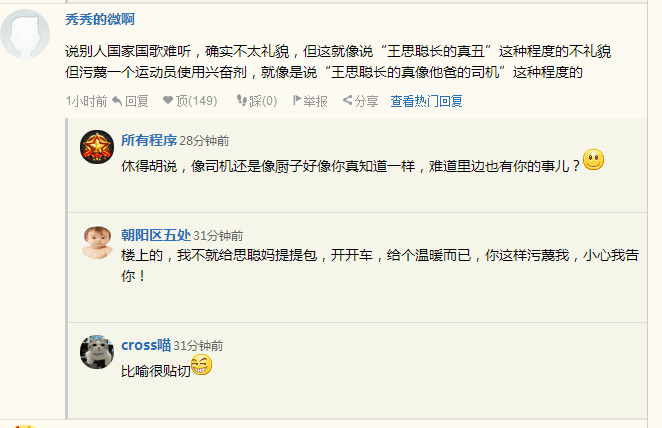 秀秀的微啊
说别人国家国歌难听，确实不太礼貌，但这就像说“王思聪长的真丑”这种程度的不礼貌
但污蔑一个运动员使用兴奋剂，就像是说“王思聪长的真像他爸的司机”这种程度的
1小时前 回复 顶(149) 踩(0) 举报 分享 查看热门回复
所有程序 28分钟前
休得胡说，像司机还是像厨子好像你真知道一样，难道里边也有你的事儿？
朝阳区五处 31分钟前
楼上的，我不就给思聪妈提提包，开开车，给个温暖而已，你这样污蔑我，小心我告
你！
cross喵 31分钟前
比喻很贴切